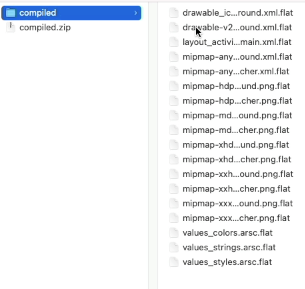 compiled
compiled.zip
drawable_ic...round.xml.flat
drawable-v2...ound.xml.flat
layout_activi...main.xml.flat
mipmap-any...ound.xml.flat
mipmap-any...cher.xml.flat
mipmap-hdp...und.png.flat
mipmap-hdp...cher.png.flat
mipmap-md...ound.png.flat
mipmap-md...cher.png.flat
mipmap-xhd...und.png.flat
mipmap-xhd...cher.png.flat
mipmap-xxh...ound.png.flat
mipmap-xxh...cher.png.flat
mipmap-xxx...ound.png.flat
mipmap-xxx...cher.png.flat
values_colors.arsc.flat
values_strings.arsc.flat
values_styles.arsc.flat